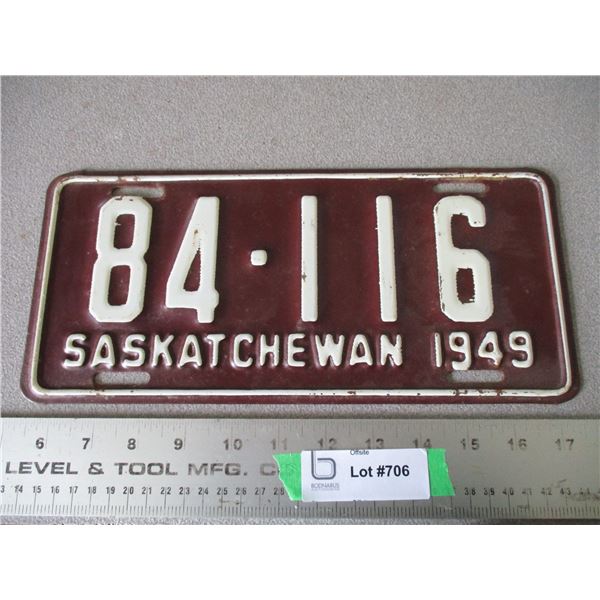 84·116
SASKATCHEWAN 1949
6 7 8 9 10 11 12 13 14 15 16 17
LEVEL & TOOL MFG. C
Offsite
Lot #706
BODNARUS